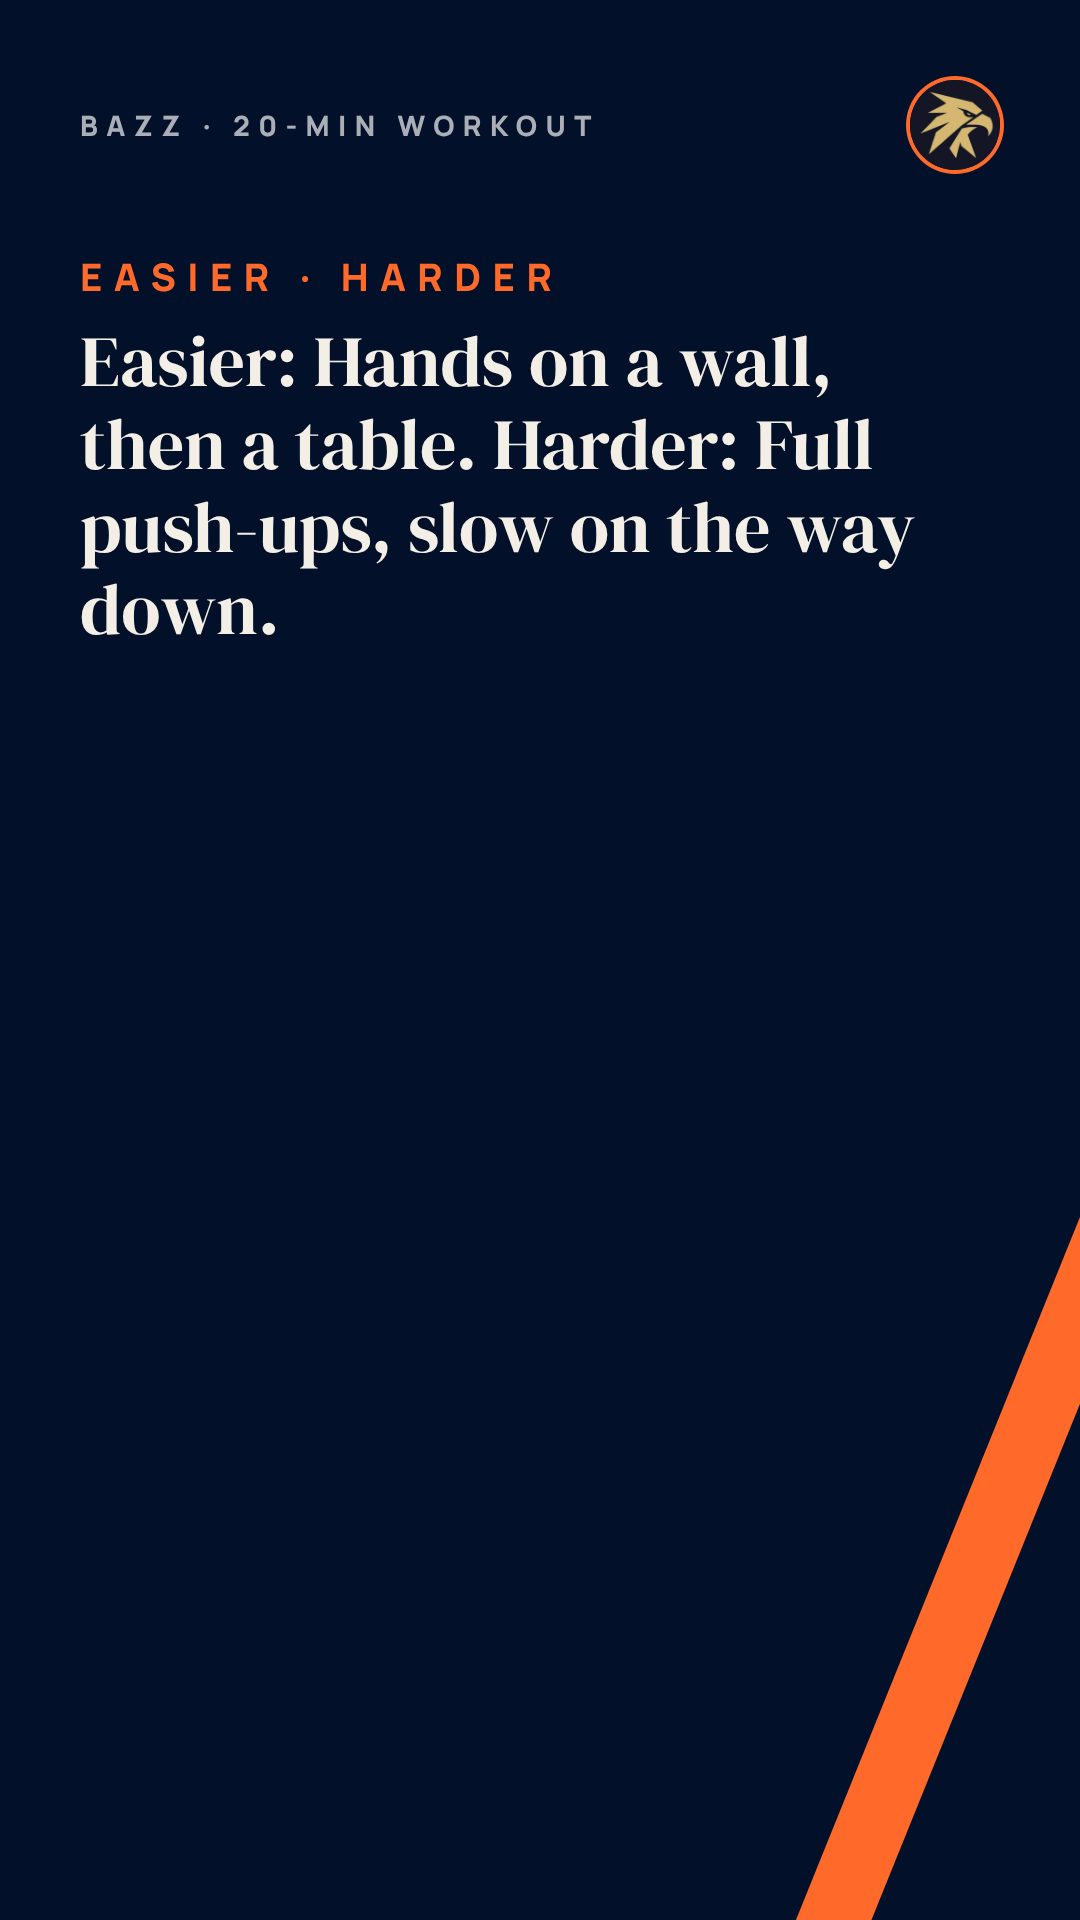 BAZZ · 20-MIN WORKOUT
EASIER · HARDER
Easier: Hands on a wall,
then a table. Harder: Full
push-ups, slow on the way
down.